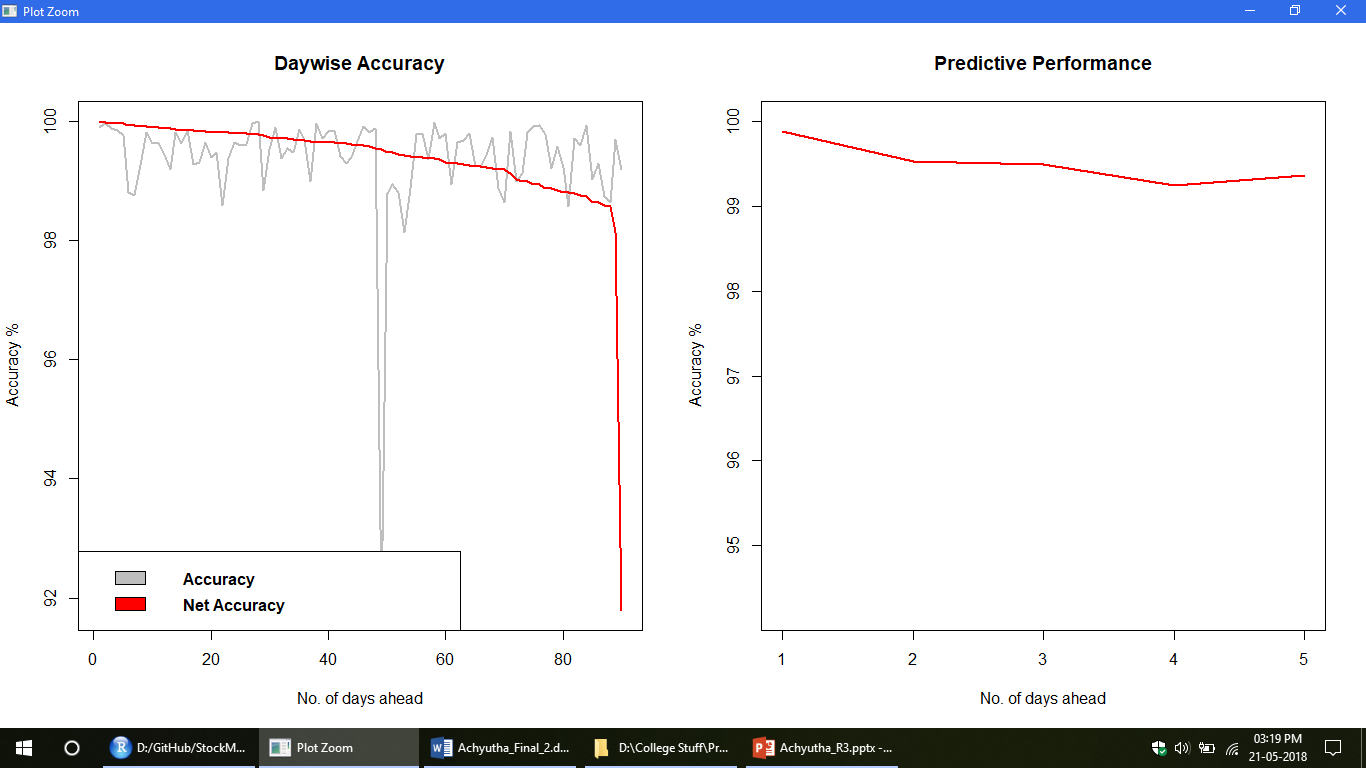 Plot Zoom
Daywise Accuracy
100
98
96
94
92
Accuracy %
Accuracy
Net Accuracy
0 20 40 60 80
No. of days ahead
Predictive Performance
100
99
98
97
96
95
Accuracy %
1 2 3 4 5
No. of days ahead
R D:/GitHub/StockM... Plot Zoom W Achyutha_Final_2.d... D:\College Stuff\Pr... P Achyutha_R3.pptx -... 03:19 PM
21-05-2018